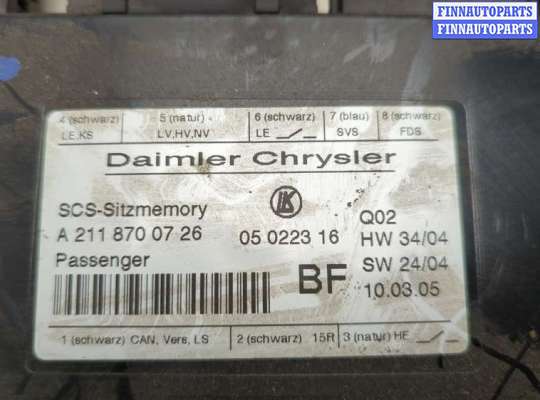 FINNAUTOPARTS
FINNAUTOPARTS
4 (schwarz) 5 (natur) 6 (schwarz) 7 (blau) 8 (schwarz)
LE,KS LV,HV,NV LE SVS FDS
Daimler Chrysler
SCS-Sitzmemory LK Q02
A 211 870 07 26 05 0223 16 HW 34/04
Passenger BF SW 24/04
10.03.05
1 (schwarz) CAN, Vers, LS 2 (schwarz) 15R 3 (natur) HE